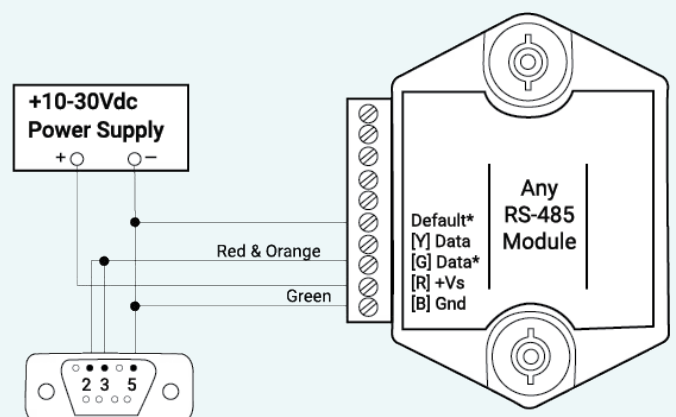 +10-30Vdc
Power Supply
+ −
Default*
[Y] Data
[G] Data*
[R] +Vs
[B] Gnd
Any
RS-485
Module
Red & Orange
Green
2 3 5